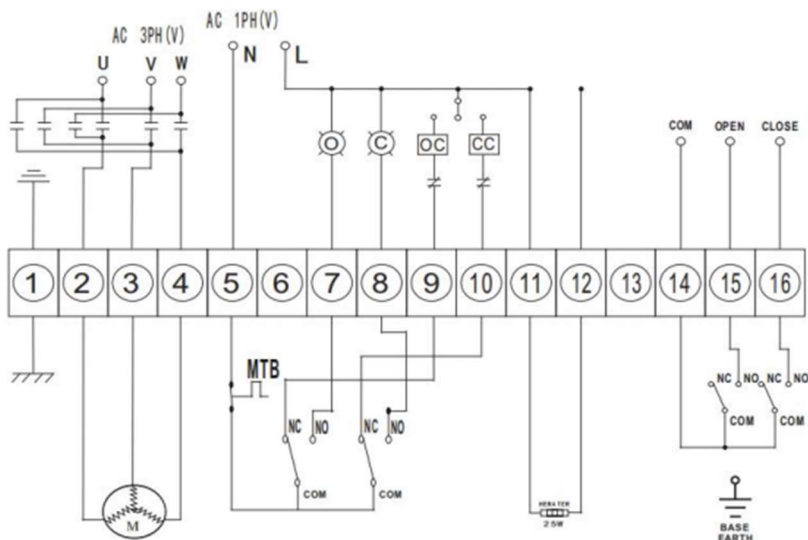 AC 3PH(V)
AC 1PH(V)
U V W
N L
O C OC CC
COM OPEN CLOSE
1 2 3 4 5 6 7 8 9 10 11 12 13 14 15 16
MTB
NC NO NC NO
COM COM
NC NO NC NO
COM COM
M
HEMATER
25W
BASE
EARTH